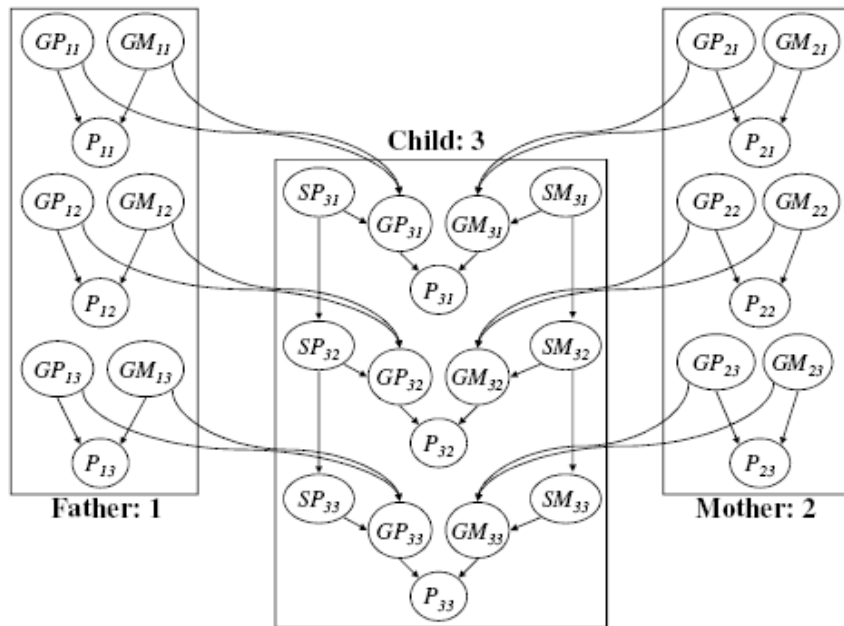 GP11 GM11 GP21 GM21
P11 P21
Child: 3
GP12 GM12 SP31 GP31 GM31 SM31 GP22 GM22
P31
P12 P22
GP13 GM13 SP32 GP32 GM32 SM32 GP23 GM23
P32
P13 P23
SP33 SM33
Father: 1 GP33 GM33 Mother: 2
P33